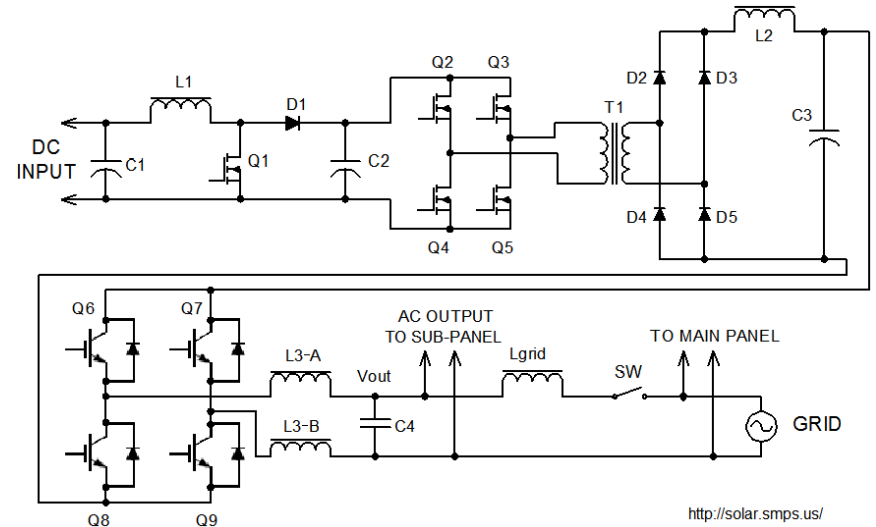 L2
Q2
Q3
D2
D3
T1
L1
D1
C3
DC
INPUT
C1
Q1
C2
D4
D5
Q4
Q5
Q6
Q7
AC OUTPUT
TO SUB-PANEL
TO MAIN PANEL
L3-A
Lgrid
Vout
SW
L3-B
C4
GRID
Q8
Q9
http://solar.smps.us/